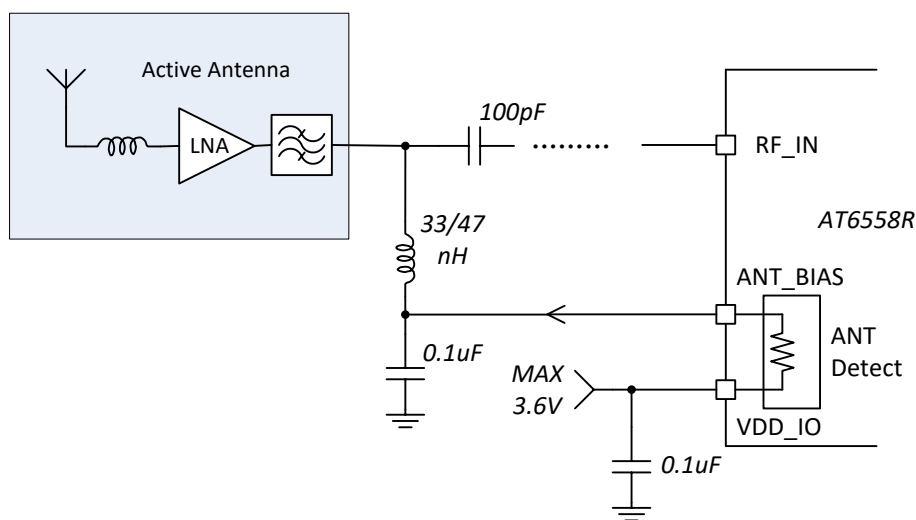 Active Antenna
LNA
100pF
RF_IN
AT6558R
33/47
nH
ANT_BIAS
ANT
Detect
0.1uF
MAX
3.6V
VDD_IO
0.1uF